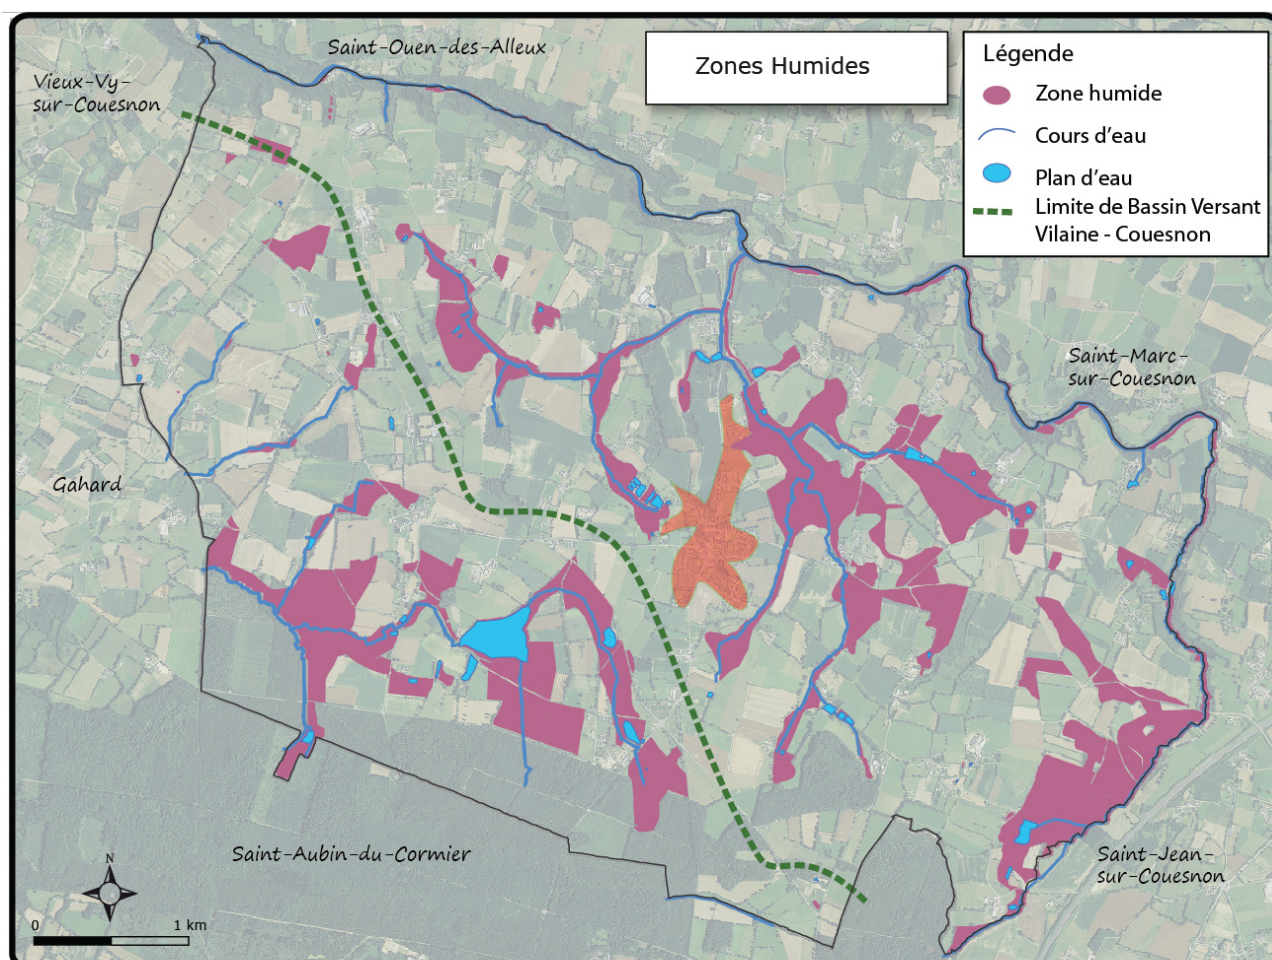 Saint-Ouen-des-Alleux
Vieux-Vy-
sur-Couesnon
Zones Humides
Légende
Zone humide
Cours d'eau
Plan d'eau
Limite de Bassin Versant
Vilaine - Couesnon
Saint-Marc-
sur-Couesnon
Gahard
Saint-Aubin-du-Cormier
Saint-Jean-
sur-Couesnon
N
0 1 km